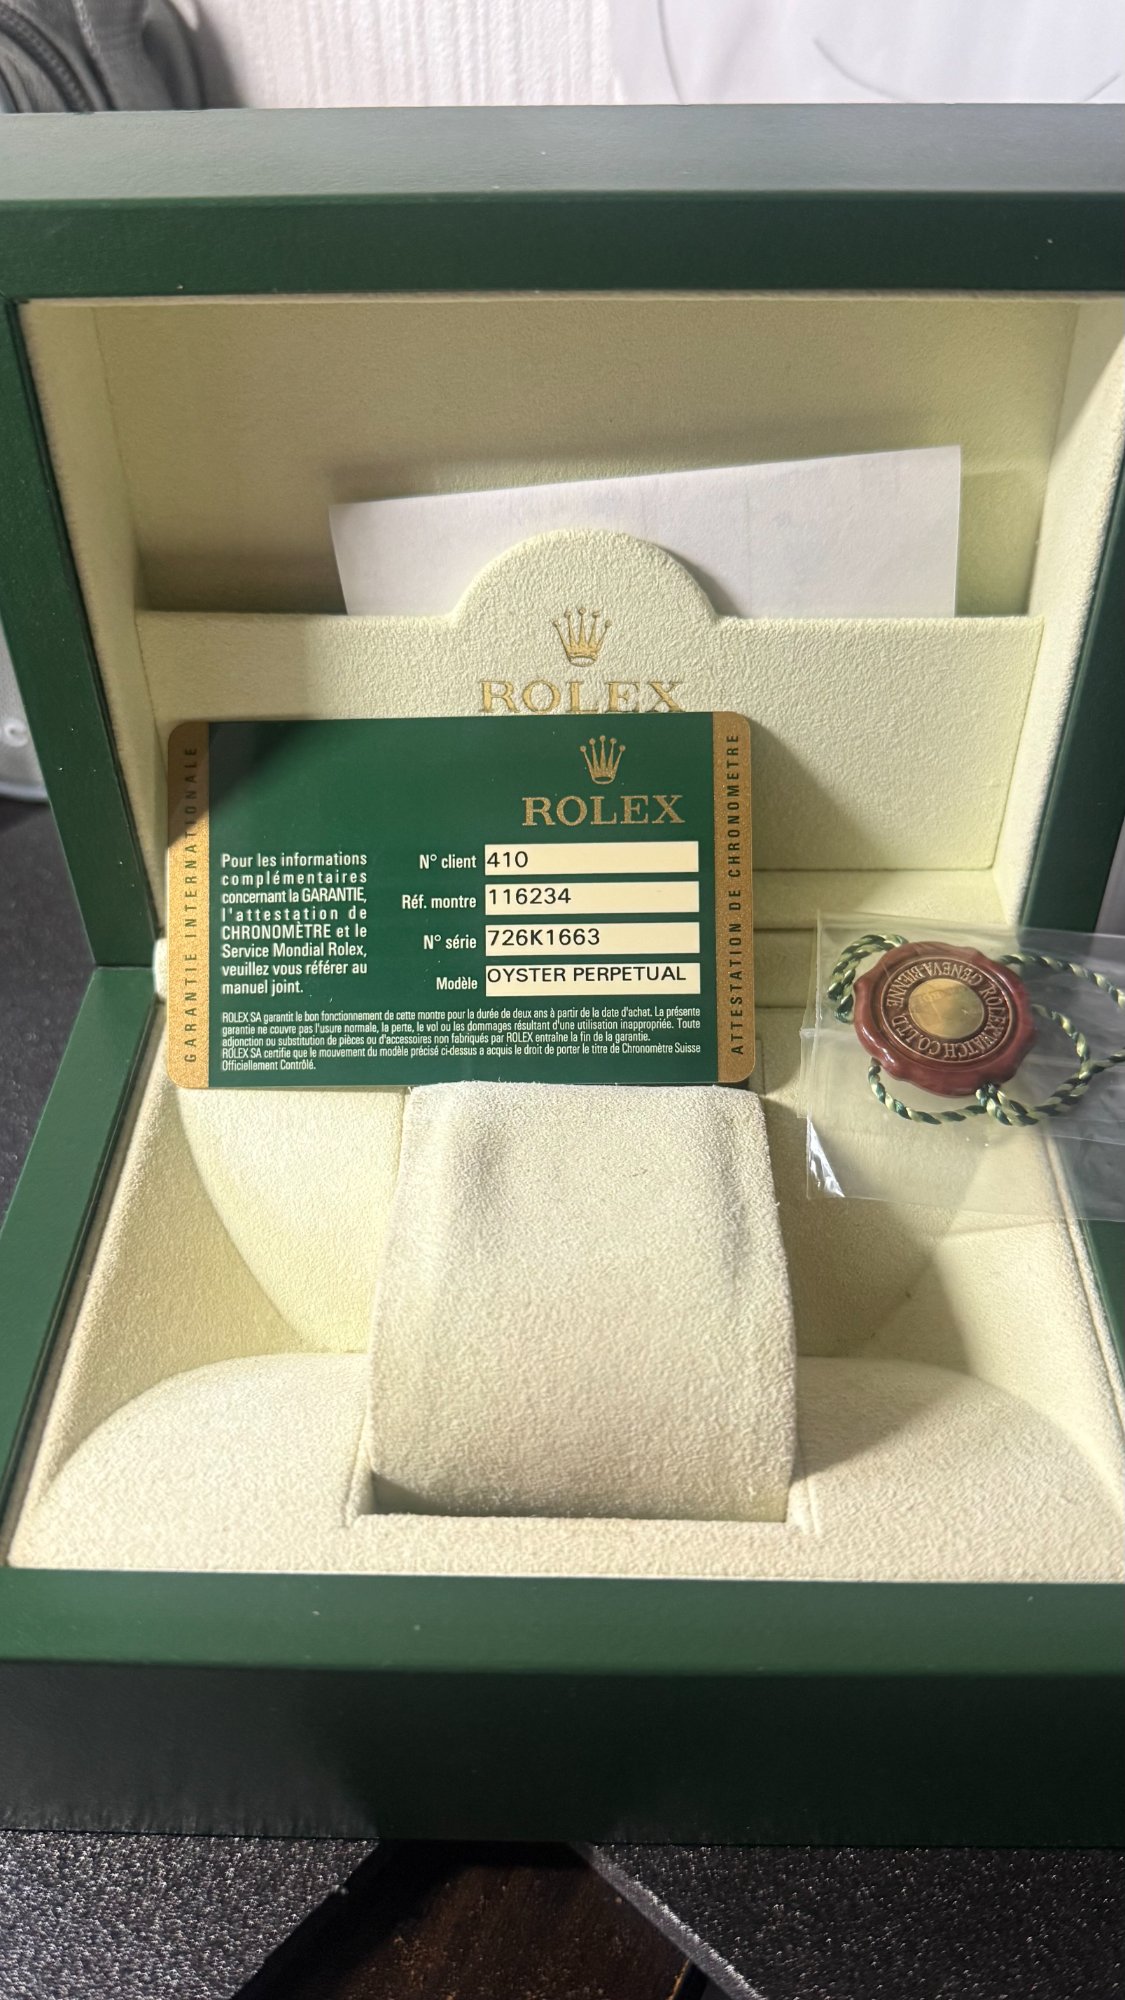 ROLEX
ROLEX
GARANTIE INTERNATIONALE
ATTESTATION DE CHRONOMETRE
Pour les informations
complémentaires
concernant la GARANTIE,
l'attestation de
CHRONOMÈTRE et le
Service Mondial Rolex,
veuillez vous référer au
manuel joint.
N° client 410
Réf. montre 116234
N° série 726K1663
Modèle OYSTER PERPETUAL
ROLEX SA garantit le bon fonctionnement de cette montre pour la durée de deux ans à partir de la date d'achat. La présente
garantie ne couvre pas l'usure normale, la perte, le vol ou les dommages résultant d'une utilisation inappropriée. Toute
adjonction ou substitution de pièces ou d'accessoires non fabriqués par ROLEX entraîne la fin de la garantie.
ROLEX SA certifie que le mouvement du modèle précisé ci-dessus a acquis le droit de porter le titre de Chronomètre Suisse
Officiellement Contrôlé.
ROLEX WATCH CO LTD
GENEVA BIENNE